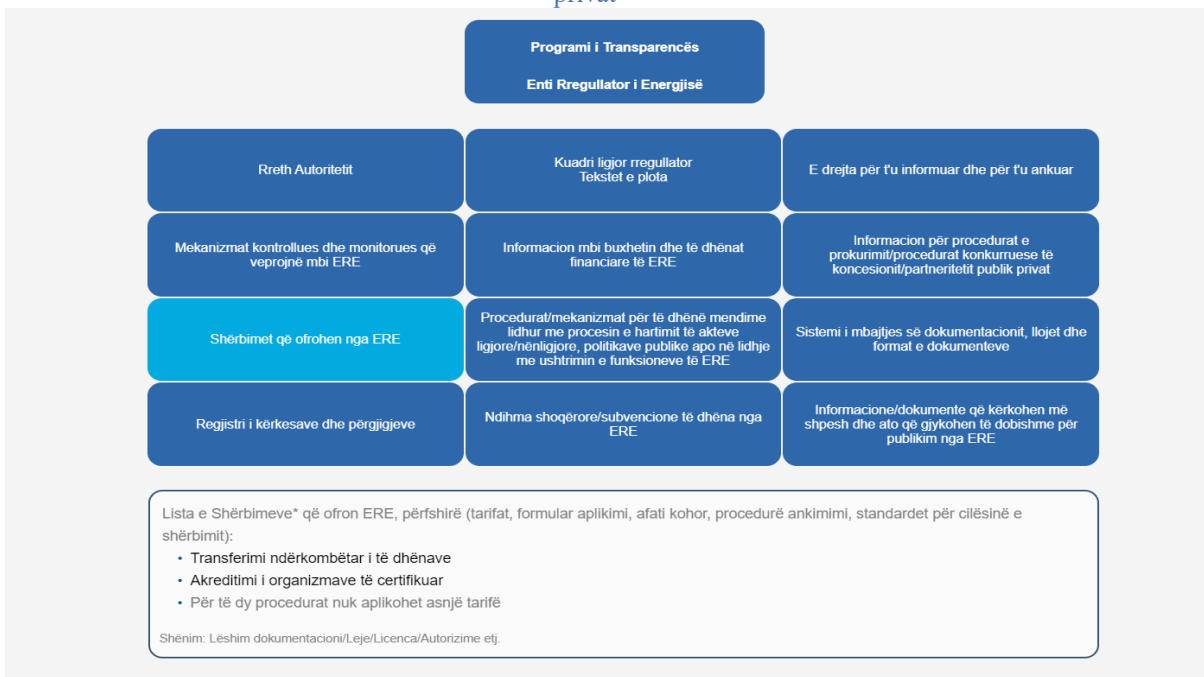 privat
Programi i Transparencës
Enti Rregullator i Energjisë
Rreth Autoritetit
Kuadri ligjor rregullator
Tekstet e plota
E drejta për t'u informuar dhe për t'u ankuar
Mekanizmat kontrollues dhe monitorues që
veprojnë mbi ERE
Informacion mbi buxhetin dhe të dhënat
financiare të ERE
Informacion për procedurat e
prokurimit/procedurat konkurruese të
koncesionit/partneritetit publik privat
Shërbimet që ofrohen nga ERE
Procedurat/mekanizmat për të dhënë mendime
lidhur me procesin e hartimit të akteve
ligjore/nënligjore, politikave publike apo në lidhje
me ushtrimin e funksioneve të ERE
Sistemi i mbajtjes së dokumentacionit, llojet dhe
format e dokumenteve
Regjistri i kërkesave dhe përgjigjeve
Ndihma shoqërore/subvencione të dhëna nga
ERE
Informacione/dokumente që kërkohen më
shpesh dhe ato që gjykohen të dobishme për
publikim nga ERE
Lista e Shërbimeve* që ofron ERE, përfshirë (tarifat, formular aplikimi, afati kohor, procedurë ankimimi, standardet për cilësinë e
shërbimit):
• Transferimi ndërkombëtar i të dhënave
• Akreditimi i organizmave të certifikuar
• Për të dy procedurat nuk aplikohet asnjë tarifë
Shënim: Lëshim dokumentacioni/Leje/Licenca/Autorizime etj.